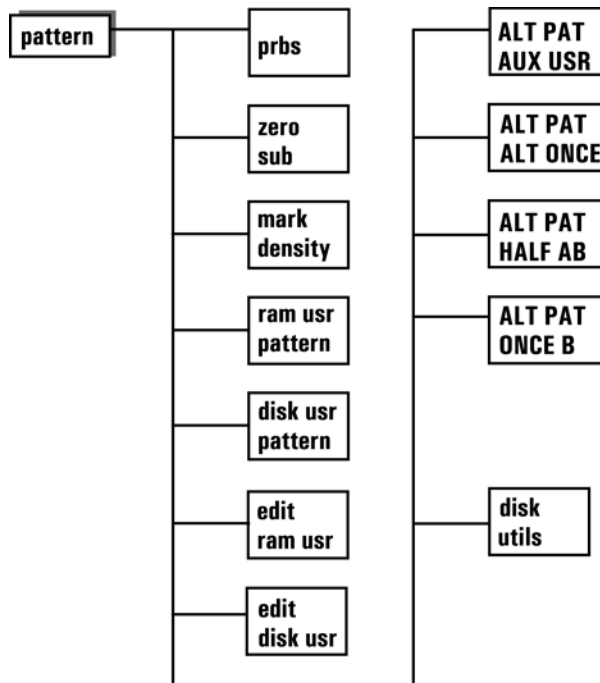 pattern
prbs
zero
sub
mark
density
ram usr
pattern
disk usr
pattern
edit
ram usr
edit
disk usr
ALT PAT
AUX USR
ALT PAT
ALT ONCE
ALT PAT
HALF AB
ALT PAT
ONCE B
disk
utils